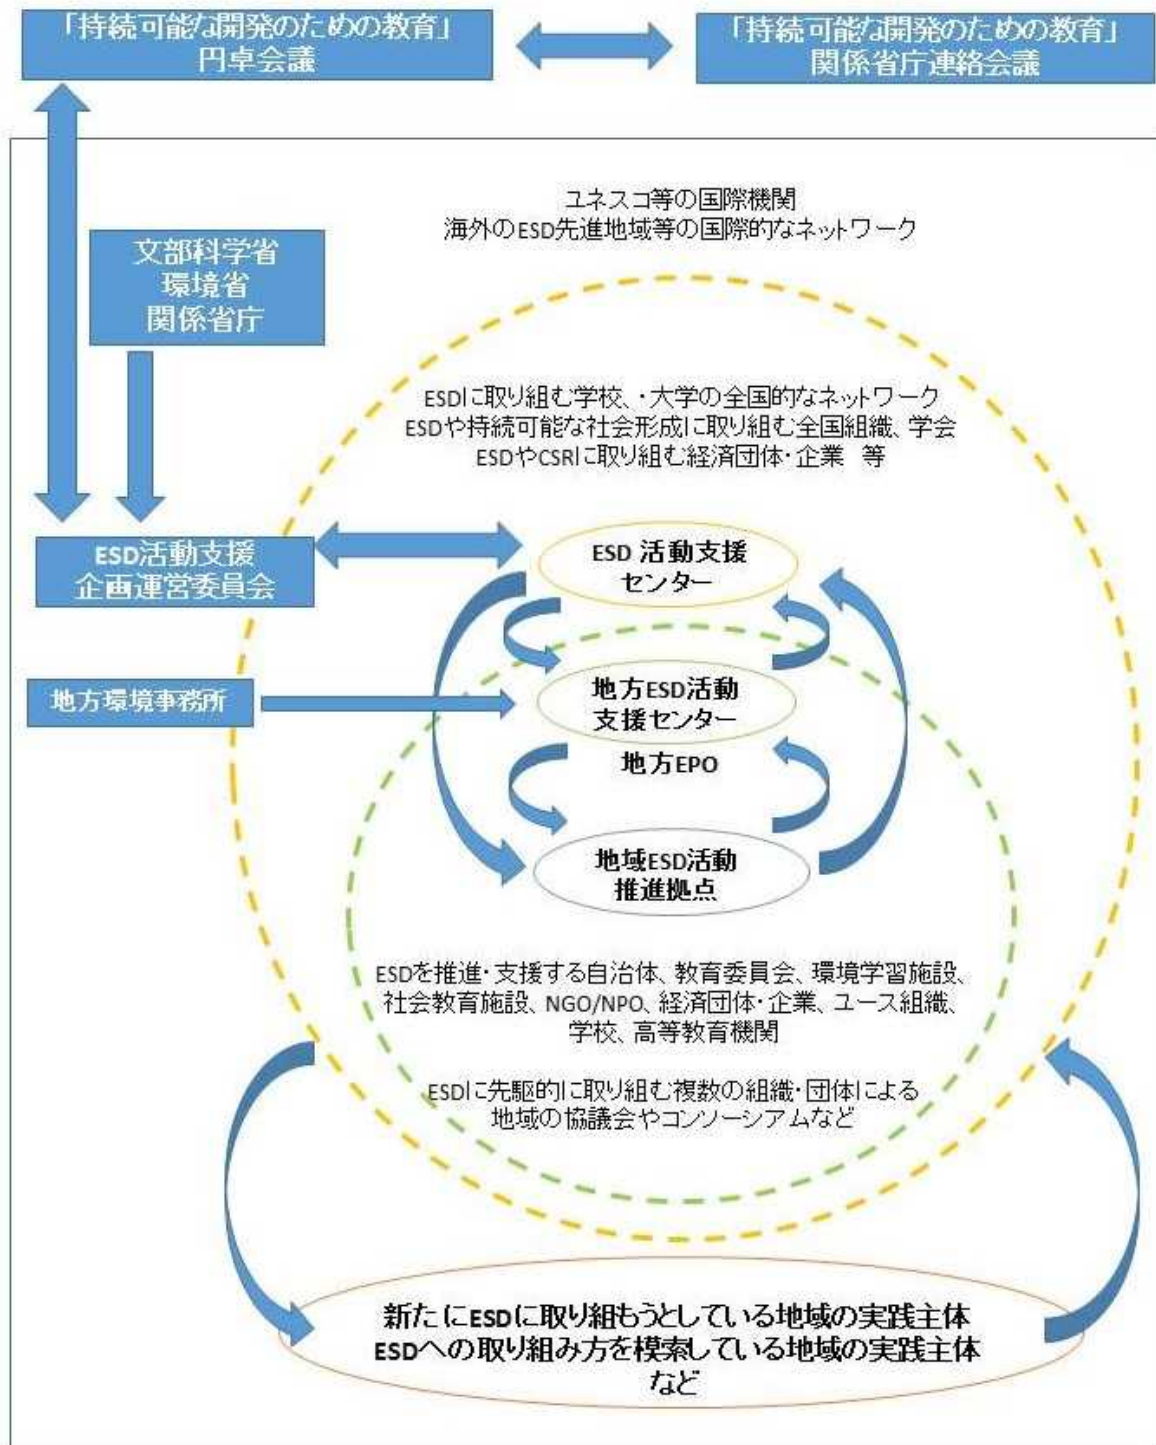 「持続可能な開発のための教育」
円卓会議
「持続可能な開発のための教育」
関係省庁連絡会議
ユネスコ等の国際機関
海外のESD先進地域等の国際的なネットワーク
文部科学省
環境省
関係省庁
ESDに取り組む学校、・大学の全国的なネットワーク
ESDや持続可能な社会形成に取り組む全国組織、学会
ESDやCSRに取り組む経済団体・企業 等
ESD活動支援
企画運営委員会
ESD 活動支援
センター
地方環境事務所
地方ESD活動
支援センター
地方EPO
地域ESD活動
推進拠点
ESDを推進・支援する自治体、教育委員会、環境学習施設、
社会教育施設、NGO/NPO、経済団体・企業、ユース組織、
学校、高等教育機関
ESDに先駆的に取り組む複数の組織・団体による
地域の協議会やコンソーシアムなど
新たにESDに取り組もうとしている地域の実践主体
ESDへの取り組み方を模索している地域の実践主体
など